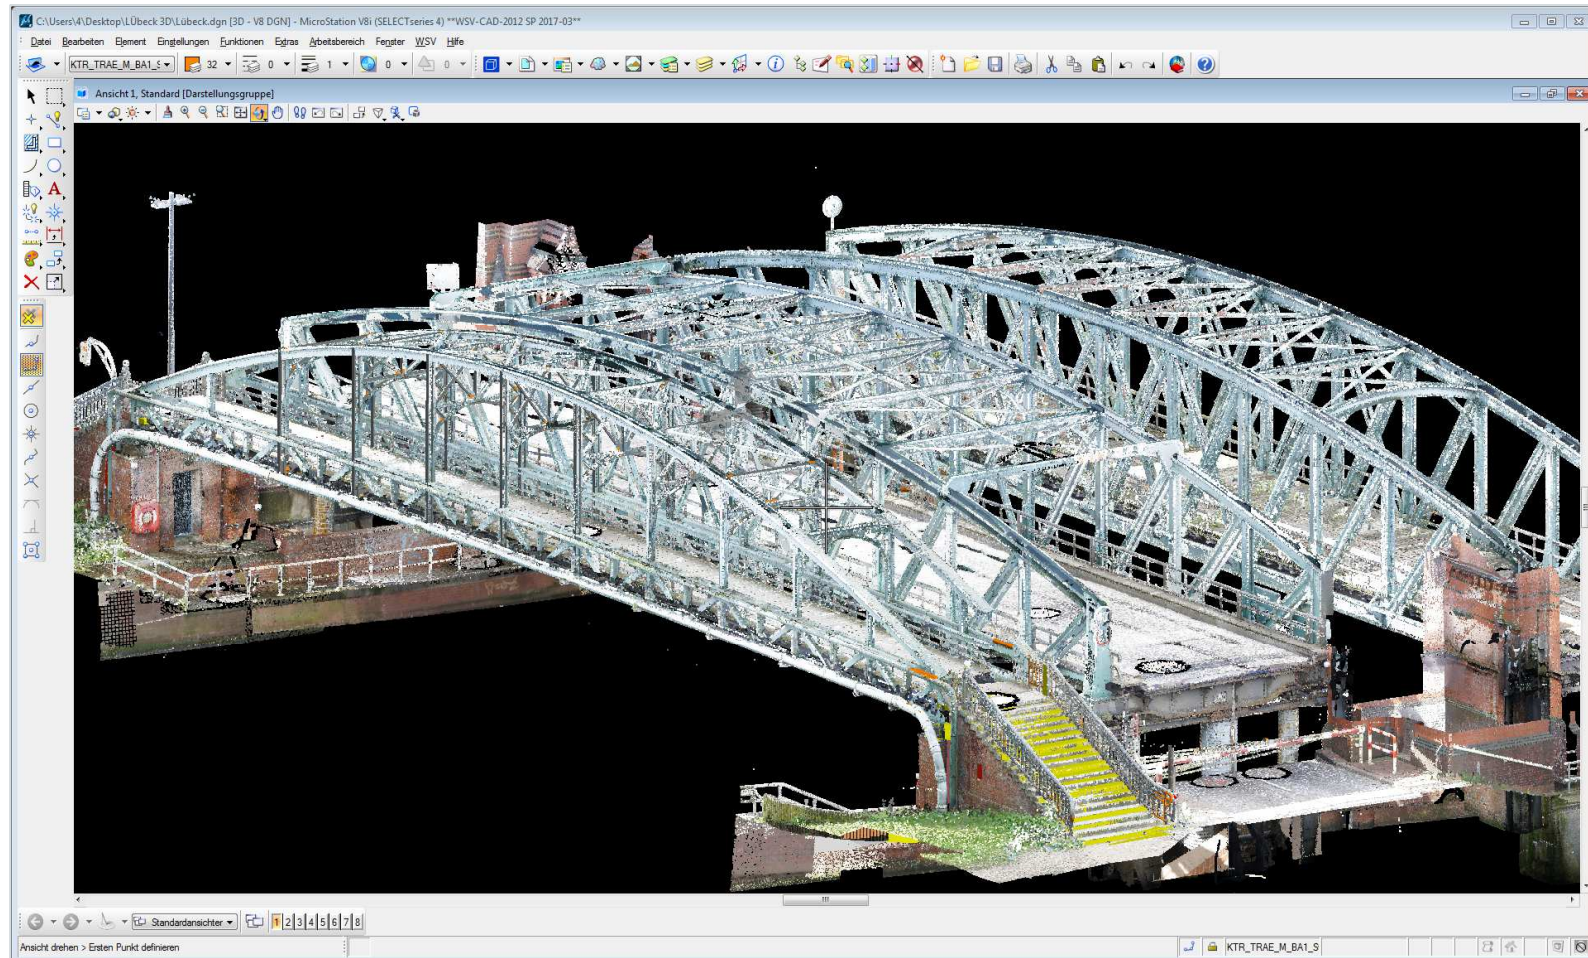 C:\Users\4\Desktop\LÜbeck 3D\Lübeck.dgn [3D - V8 DGN] - MicroStation V8i (SELECTseries 4) **WSV-CAD-2012 SP 2017-03**
Datei Bearbeiten Element Einstellungen Funktionen Extras Arbeitsbereich Fenster WSV Hilfe
KTR_TRAE_M_BA1_S 32 0 1 0 0
Ansicht 1, Standard [Darstellungsgruppe]
Standardansichten 1 2 3 4 5 6 7 8
Ansicht drehen > Ersten Punkt definieren
KTR_TRAE_M_BA1_S